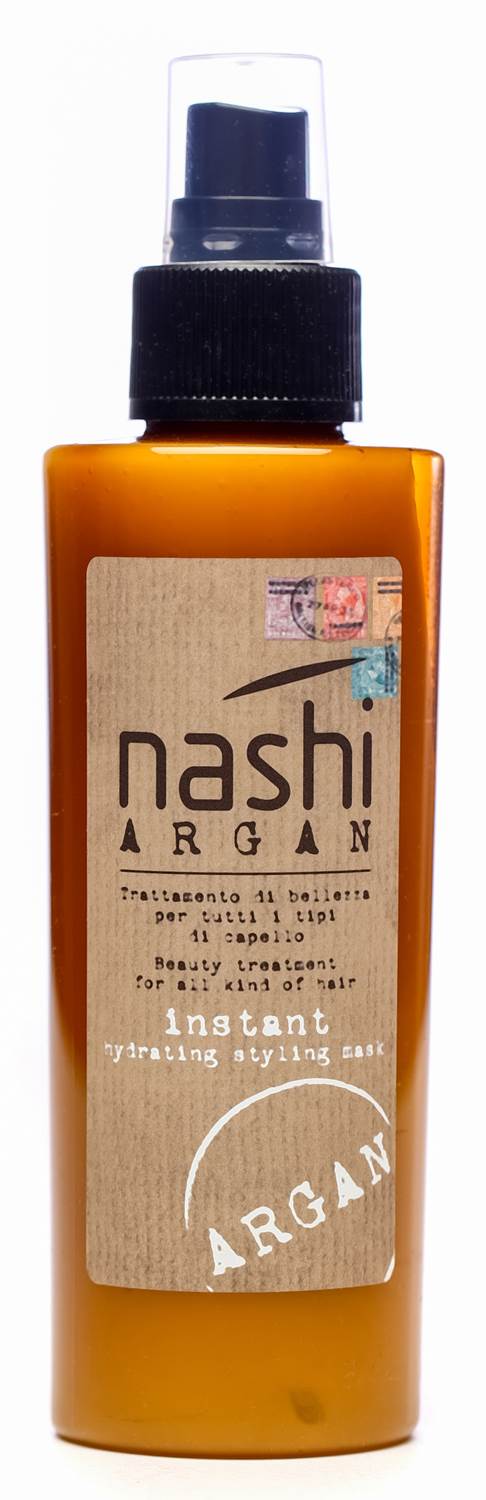 nashi
ARGAN
Trattamento di bellezza
per tutti i tipi
di capello
Beauty treatment
for all kind of hair
instant
hydrating styling mask
ARGAN